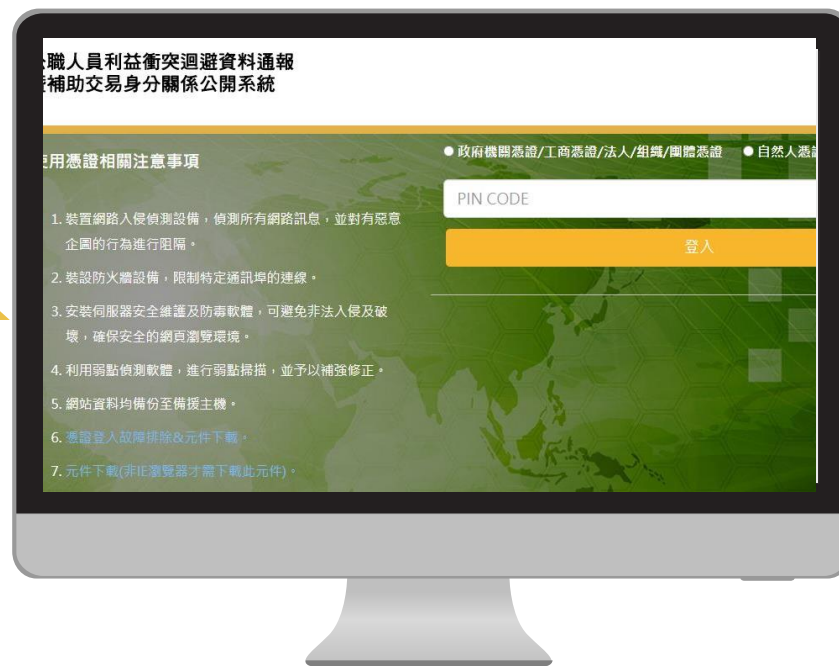 職人員利益衝突迴避資料通報
補助交易身分關係公開系統
使用憑證相關注意事項
1. 裝置網路入侵偵測設備，偵測所有網路訊息，並對有惡意
企圖的行為進行阻隔。
2. 裝設防火牆設備，限制特定通訊埠的連線。
3. 安裝伺服器安全維護及防毒軟體，可避免非法入侵及破
壞，確保安全的網頁瀏覽環境。
4. 利用弱點偵測軟體，進行弱點掃描，並予以補強修正。
5. 網站資料均備份至備援主機。
6. 憑證登入故障排除&元件下載。
7. 元件下載(非IE瀏覽器才需下載此元件)。
政府機關憑證/工商憑證/法人/組織/團體憑證 自然人憑證
PIN CODE
登入